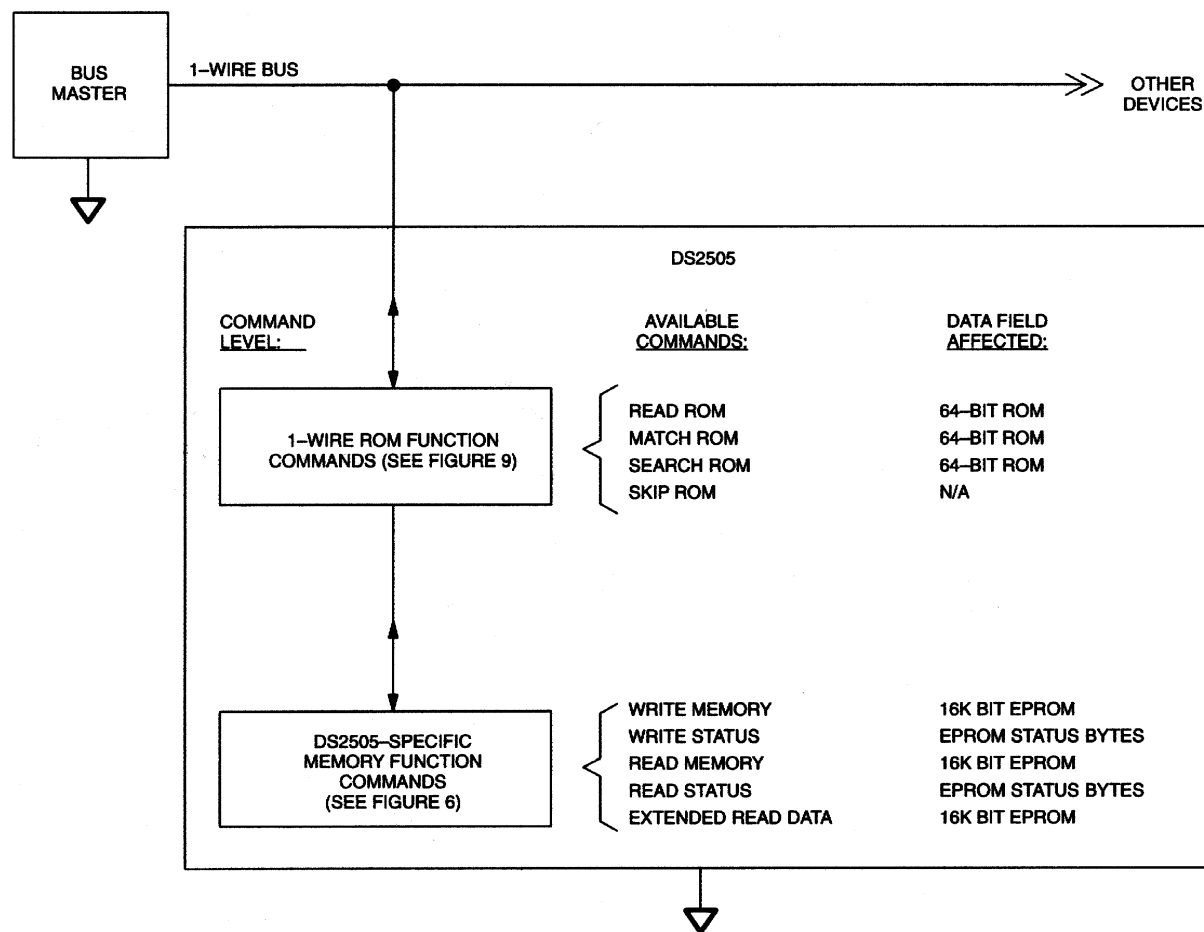 BUS
MASTER
1–WIRE BUS
OTHER
DEVICES
DS2505
COMMAND
LEVEL:
AVAILABLE
COMMANDS:
DATA FIELD
AFFECTED:
1–WIRE ROM FUNCTION
COMMANDS (SEE FIGURE 9)
READ ROM 64–BIT ROM
MATCH ROM 64–BIT ROM
SEARCH ROM 64–BIT ROM
SKIP ROM N/A
DS2505–SPECIFIC
MEMORY FUNCTION
COMMANDS
(SEE FIGURE 6)
WRITE MEMORY 16K BIT EPROM
WRITE STATUS EPROM STATUS BYTES
READ MEMORY 16K BIT EPROM
READ STATUS EPROM STATUS BYTES
EXTENDED READ DATA 16K BIT EPROM